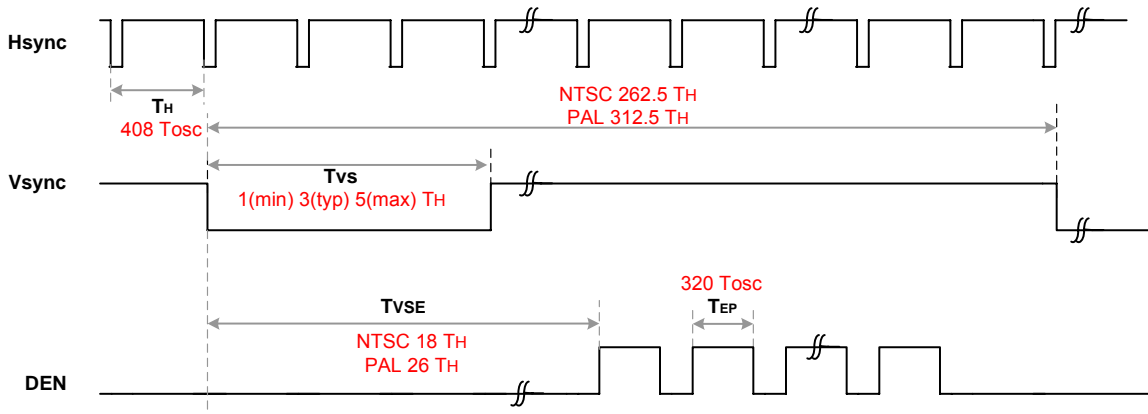 Hsync
TH
408 Tosc
NTSC 262.5 TH
PAL 312.5 TH
Vsync
TVS
1(min) 3(typ) 5(max) TH
TVSE
NTSC 18 TH
PAL 26 TH
320 Tosc
TEP
DEN